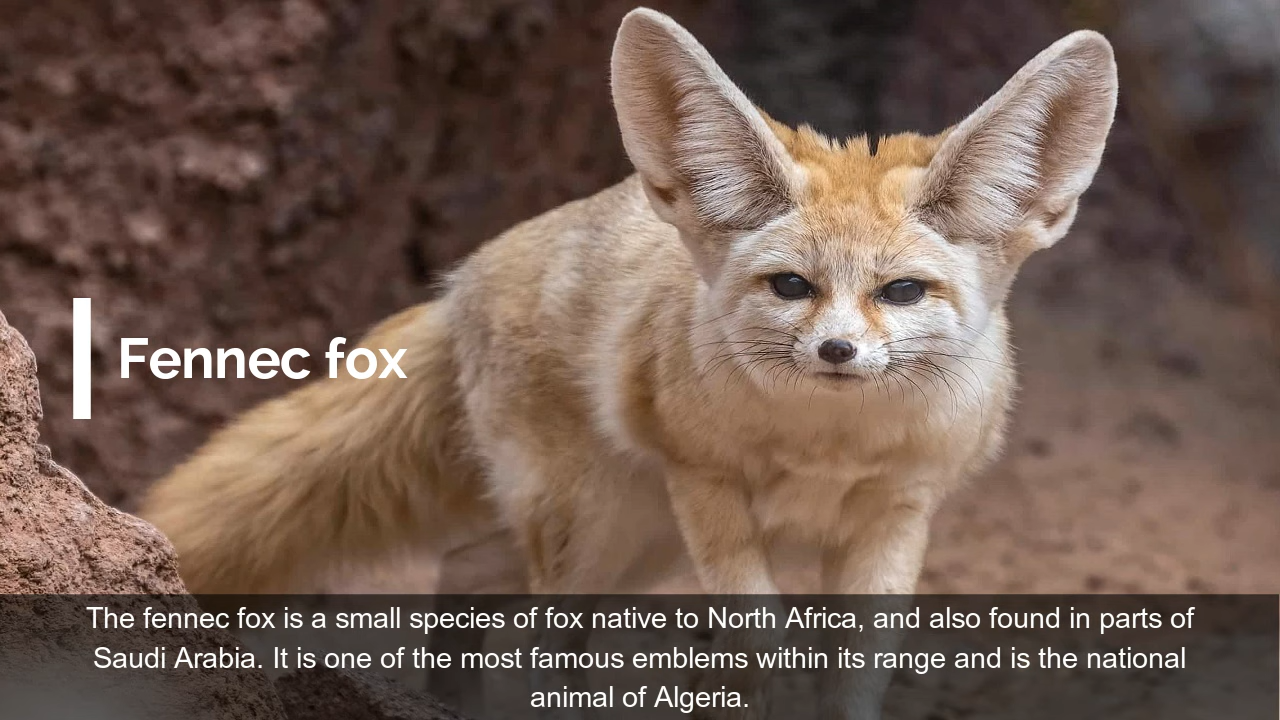 Fennec fox
The fennec fox is a small species of fox native to North Africa, and also found in parts of
Saudi Arabia. It is one of the most famous emblems within its range and is the national
animal of Algeria.